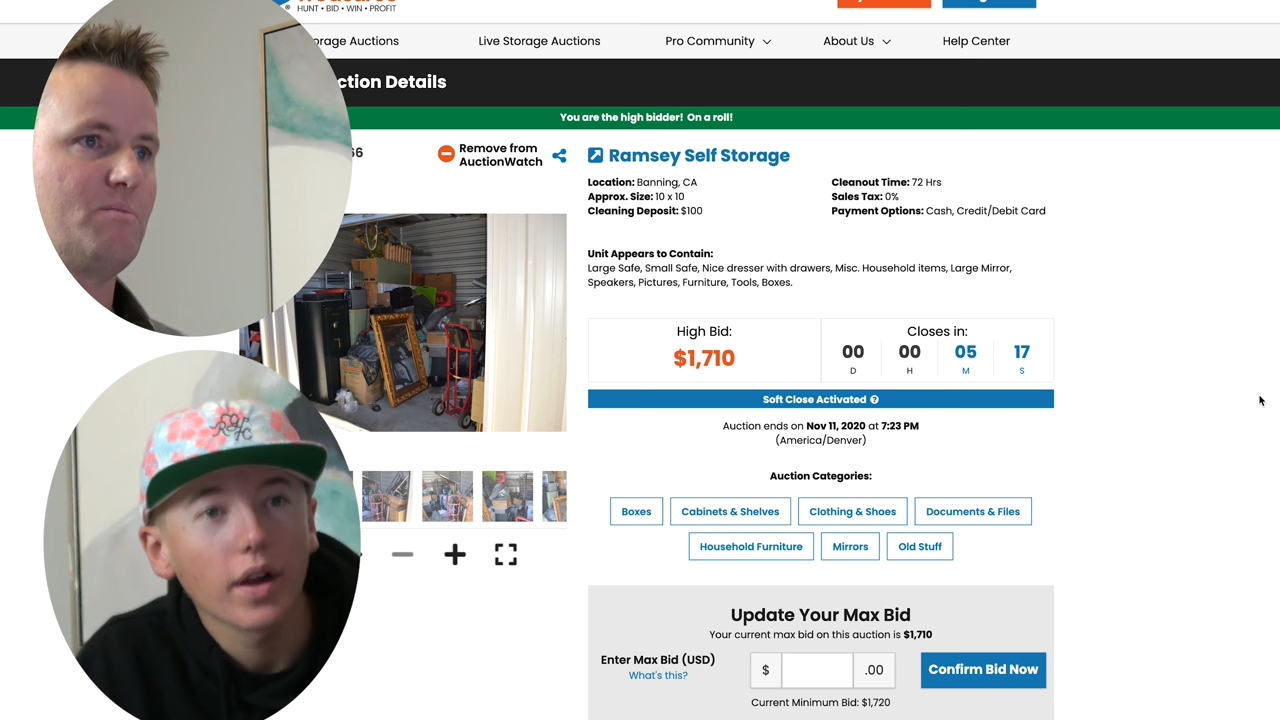 HUNT • BID • WIN • PROFIT
orage Auctions
Live Storage Auctions
Pro Community
About Us
Help Center
ction Details
You are the high bidder! On a roll!
66
Remove from
AuctionWatch
Ramsey Self Storage
Location: Banning, CA
Approx. Size: 10 x 10
Cleaning Deposit: $100
Cleanout Time: 72 Hrs
Sales Tax: 0%
Payment Options: Cash, Credit/Debit Card
Unit Appears to Contain:
Large Safe, Small Safe, Nice dresser with drawers, Misc. Household items, Large Mirror,
Speakers, Pictures, Furniture, Tools, Boxes.
High Bid:
$1,710
Closes in:
00 00 05 17
D H M S
Soft Close Activated ?
Auction ends on Nov 11, 2020 at 7:23 PM
(America/Denver)
Auction Categories:
Boxes
Cabinets & Shelves
Clothing & Shoes
Documents & Files
Household Furniture
Mirrors
Old Stuff
Update Your Max Bid
Your current max bid on this auction is $1,710
Enter Max Bid (USD)
What's this?
$ .00
Confirm Bid Now
Current Minimum Bid: $1,720